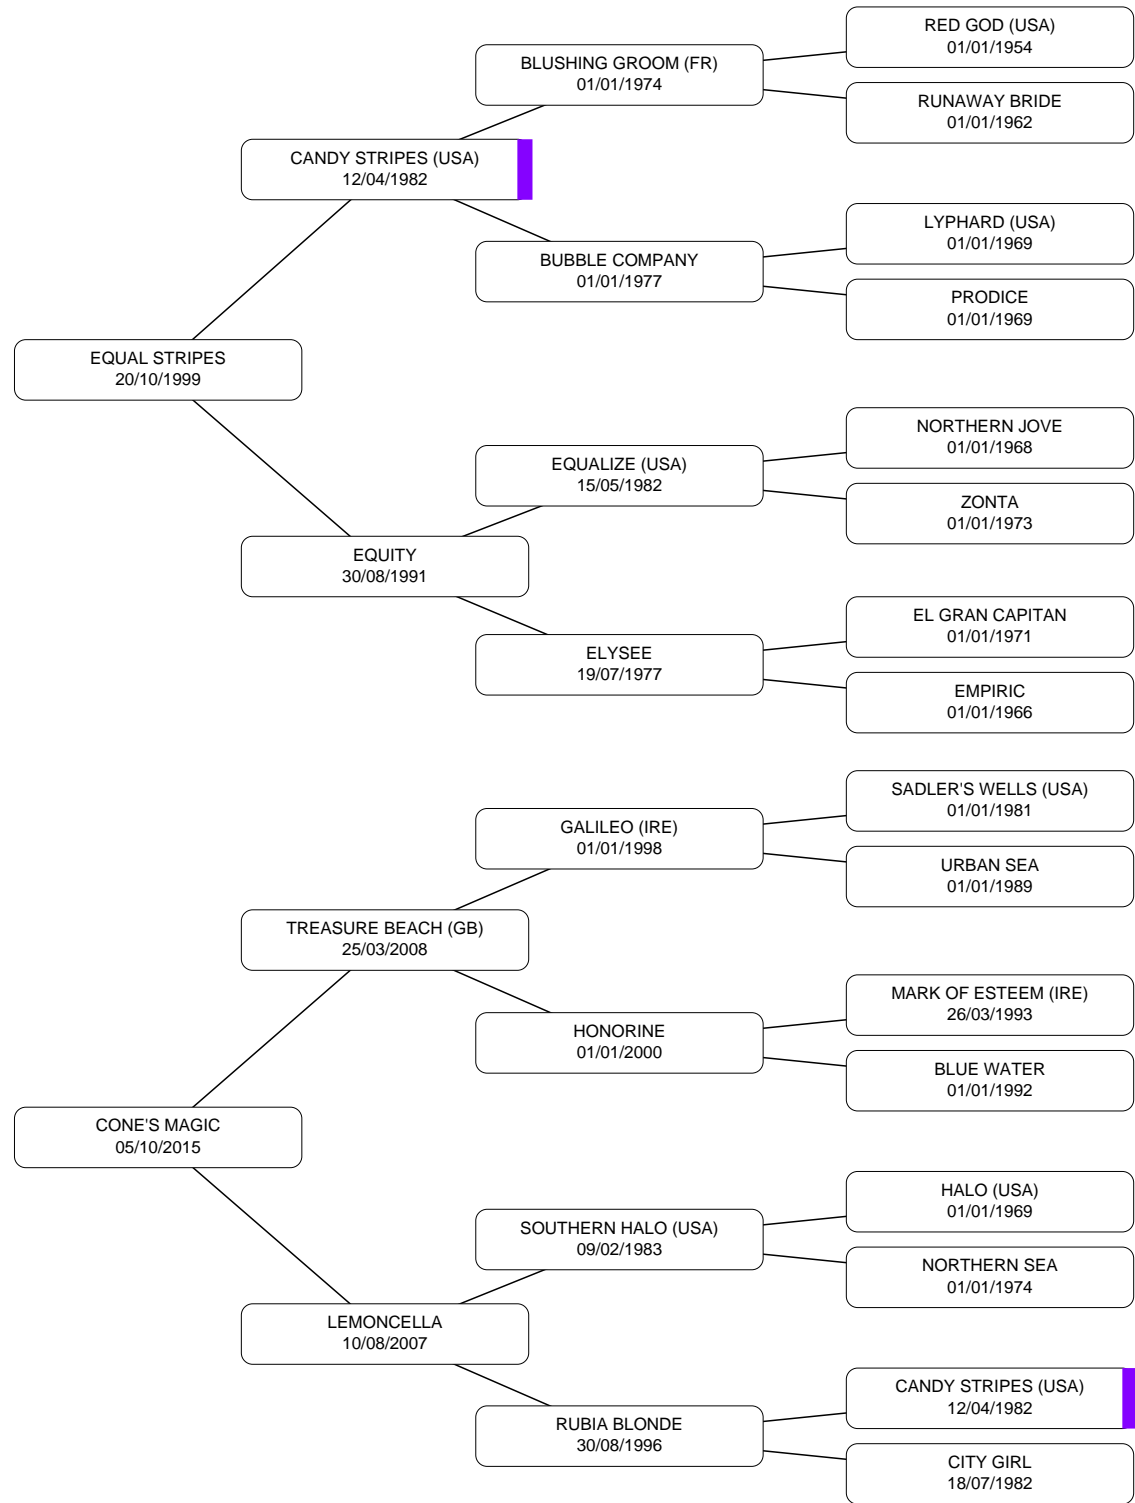 RED GOD (USA)
01/01/1954
BLUSHING GROOM (FR)
01/01/1974
RUNAWAY BRIDE
01/01/1962
CANDY STRIPES (USA)
12/04/1982
LYPHARD (USA)
01/01/1969
BUBBLE COMPANY
01/01/1977
PRODICE
01/01/1969
EQUAL STRIPES
20/10/1999
NORTHERN JOVE
01/01/1968
EQUALIZE (USA)
15/05/1982
ZONTA
01/01/1973
EQUITY
30/08/1991
EL GRAN CAPITAN
01/01/1971
ELYSEE
19/07/1977
EMPIRIC
01/01/1966
SADLER'S WELLS (USA)
01/01/1981
GALILEO (IRE)
01/01/1998
URBAN SEA
01/01/1989
TREASURE BEACH (GB)
25/03/2008
MARK OF ESTEEM (IRE)
26/03/1993
HONORINE
01/01/2000
BLUE WATER
01/01/1992
CONE'S MAGIC
05/10/2015
HALO (USA)
01/01/1969
SOUTHERN HALO (USA)
09/02/1983
NORTHERN SEA
01/01/1974
LEMONCELLA
10/08/2007
CANDY STRIPES (USA)
12/04/1982
RUBIA BLONDE
30/08/1996
CITY GIRL
18/07/1982